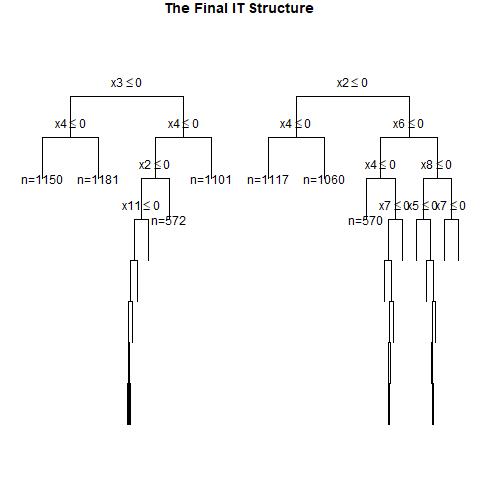 The Final IT Structure
x3 ≤ 0
x2 ≤ 0
x4 ≤ 0
x4 ≤ 0
x4 ≤ 0
x6 ≤ 0
x2 ≤ 0
x4 ≤ 0
x8 ≤ 0
n=1150
n=1181
n=1101
n=1117
n=1060
x11 ≤ 0
x7 ≤ 0
x5 ≤ 0
x7 ≤ 0
n=572
n=570